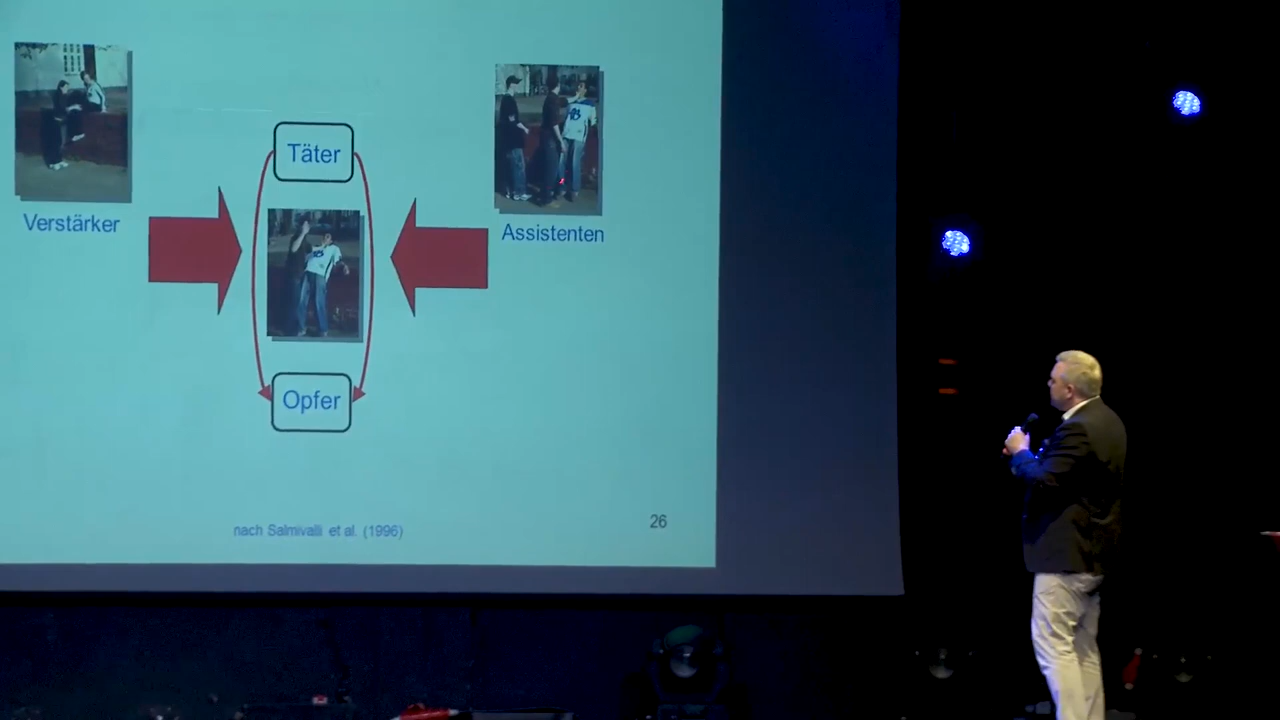 Täter
Verstärker
Assistenten
Opfer
nach Salmivalli et al. (1996)
26